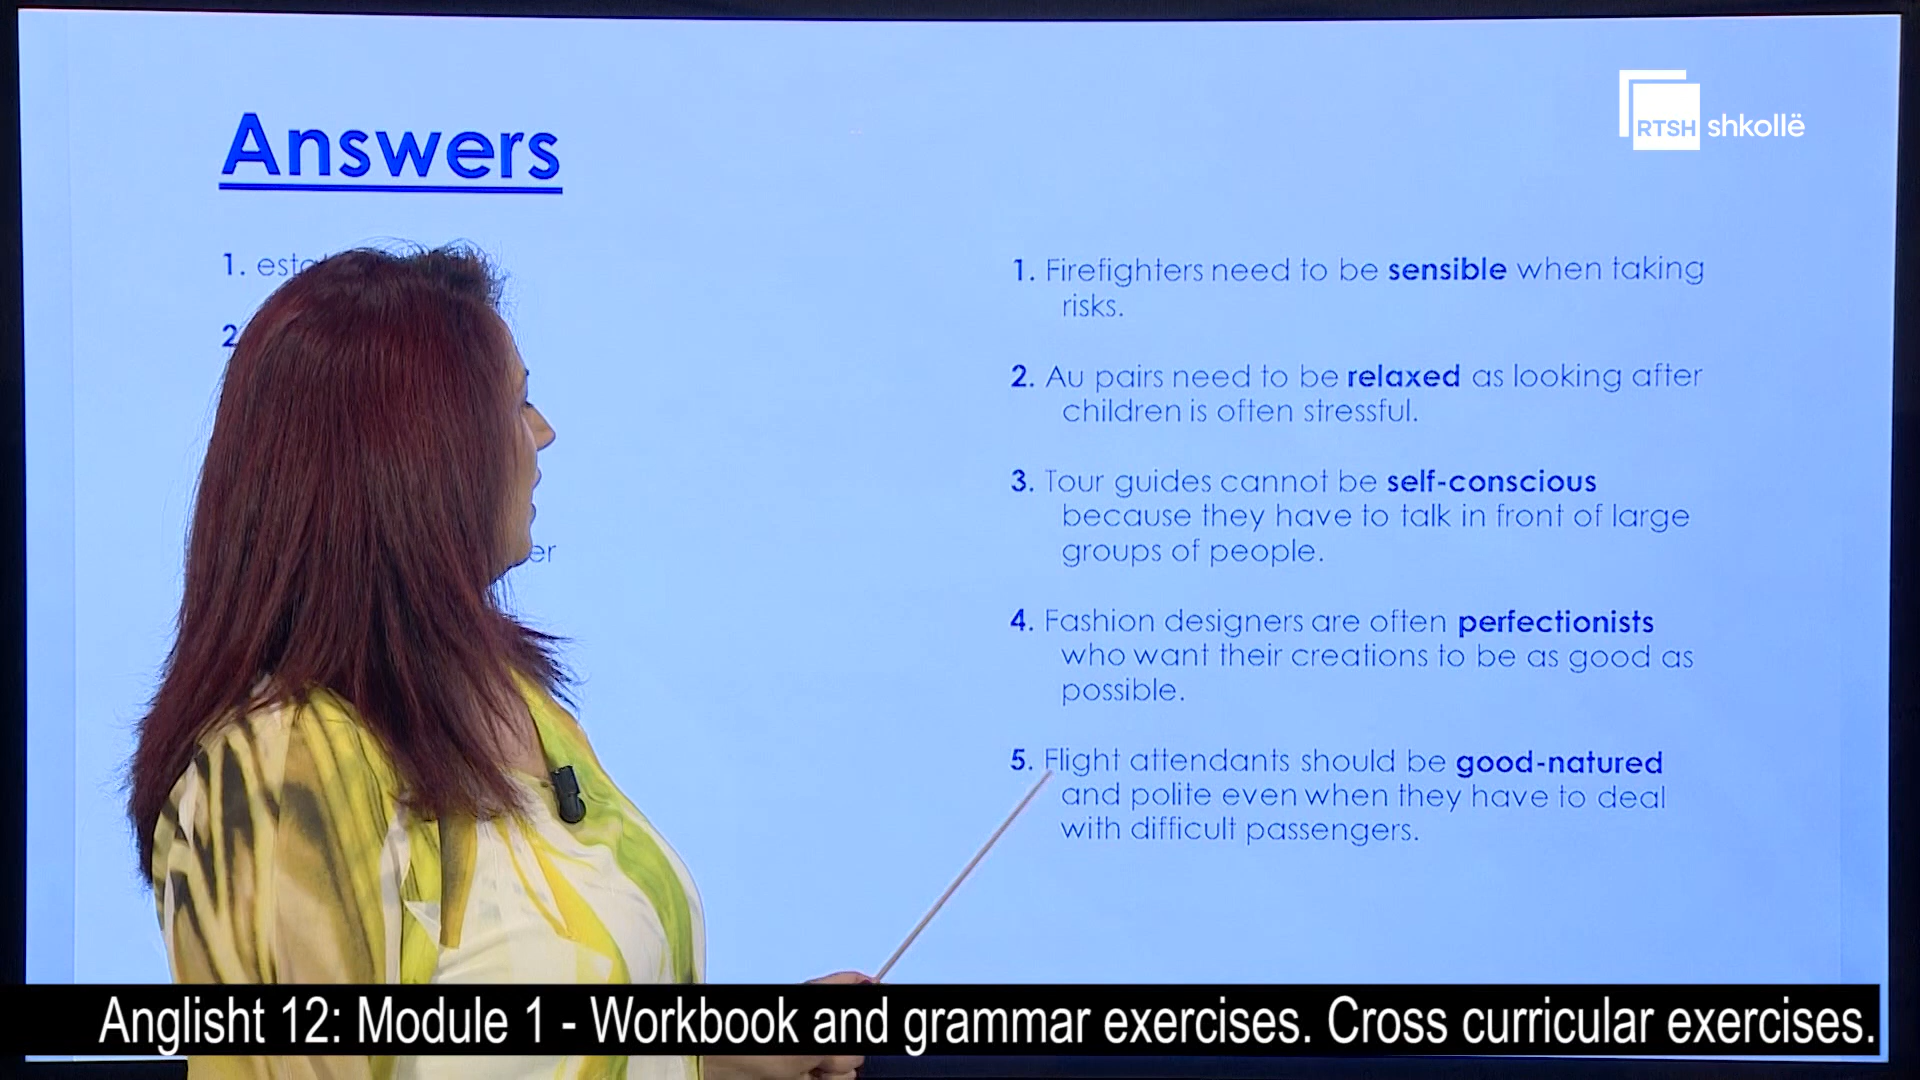 RTSH shkollë
Answers
1.
2
1. Firefighters need to be sensible when taking
risks.
2. Au pairs need to be relaxed as looking after
children is often stressful.
3. Tour guides cannot be self-conscious
because they have to talk in front of large
groups of people.
4. Fashion designers are often perfectionists
who want their creations to be as good as
possible.
5. Flight attendants should be good-natured
and polite even when they have to deal
with difficult passengers.
Anglisht 12: Module 1 - Workbook and grammar exercises. Cross curricular exercises.